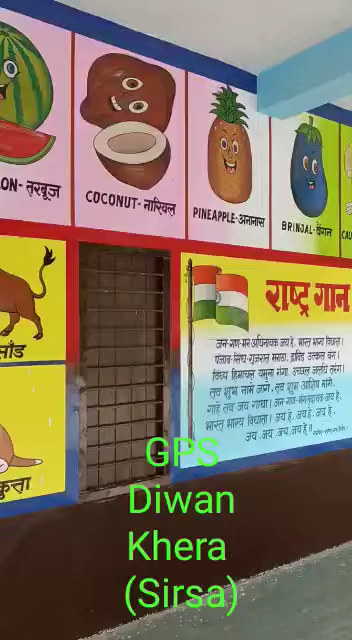 ON- तरबूज
COCONUT- नारियल
PINEAPPLE-अनानास
BRINJAL-बैंगन
CAU
साँड
कुत्ता
राष्ट्र गान
जन-गण-मन अधिनायक जय हे, भारत भाग्य विधाता।
पंजाब-सिंध-गुजरात मराठा, द्राविड़ उत्कल बंग।
विंध्य हिमाचल यमुना गंगा, उच्छल जलधि तरंग।
तव शुभ नामे जागे, तव शुभ आशिष मांगे,
गाहे तव जय गाथा। जन-गण-मंगलदायक जय हे,
भारत भाग्य विधाता। जय हे, जय हे, जय हे,
जय, जय, जय, जय हे॥
GPS
Diwan
Khera
(Sirsa)